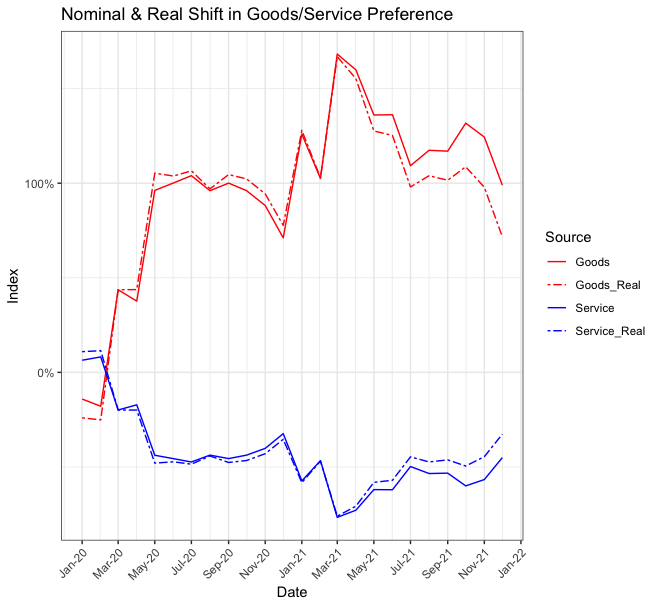 Nominal & Real Shift in Goods/Service Preference
Index
100%
0%
Jan-20
Mar-20
May-20
Jul-20
Sep-20
Nov-20
Jan-21
Mar-21
May-21
Jul-21
Sep-21
Nov-21
Jan-22
Date
Source
Goods
Goods_Real
Service
Service_Real